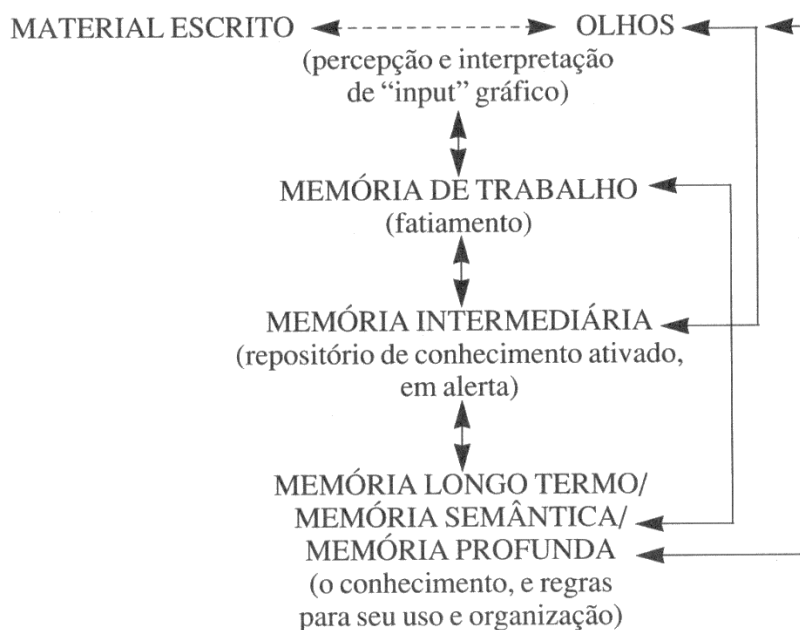 MATERIAL ESCRITO OLHOS
(percepção e interpretação
de “input” gráfico)
MEMÓRIA DE TRABALHO
(fatiamento)
MEMÓRIA INTERMEDIÁRIA
(repositório de conhecimento ativado,
em alerta)
MEMÓRIA LONGO TERMO/
MEMÓRIA SEMÂNTICA/
MEMÓRIA PROFUNDA
(o conhecimento, e regras
para seu uso e organização)